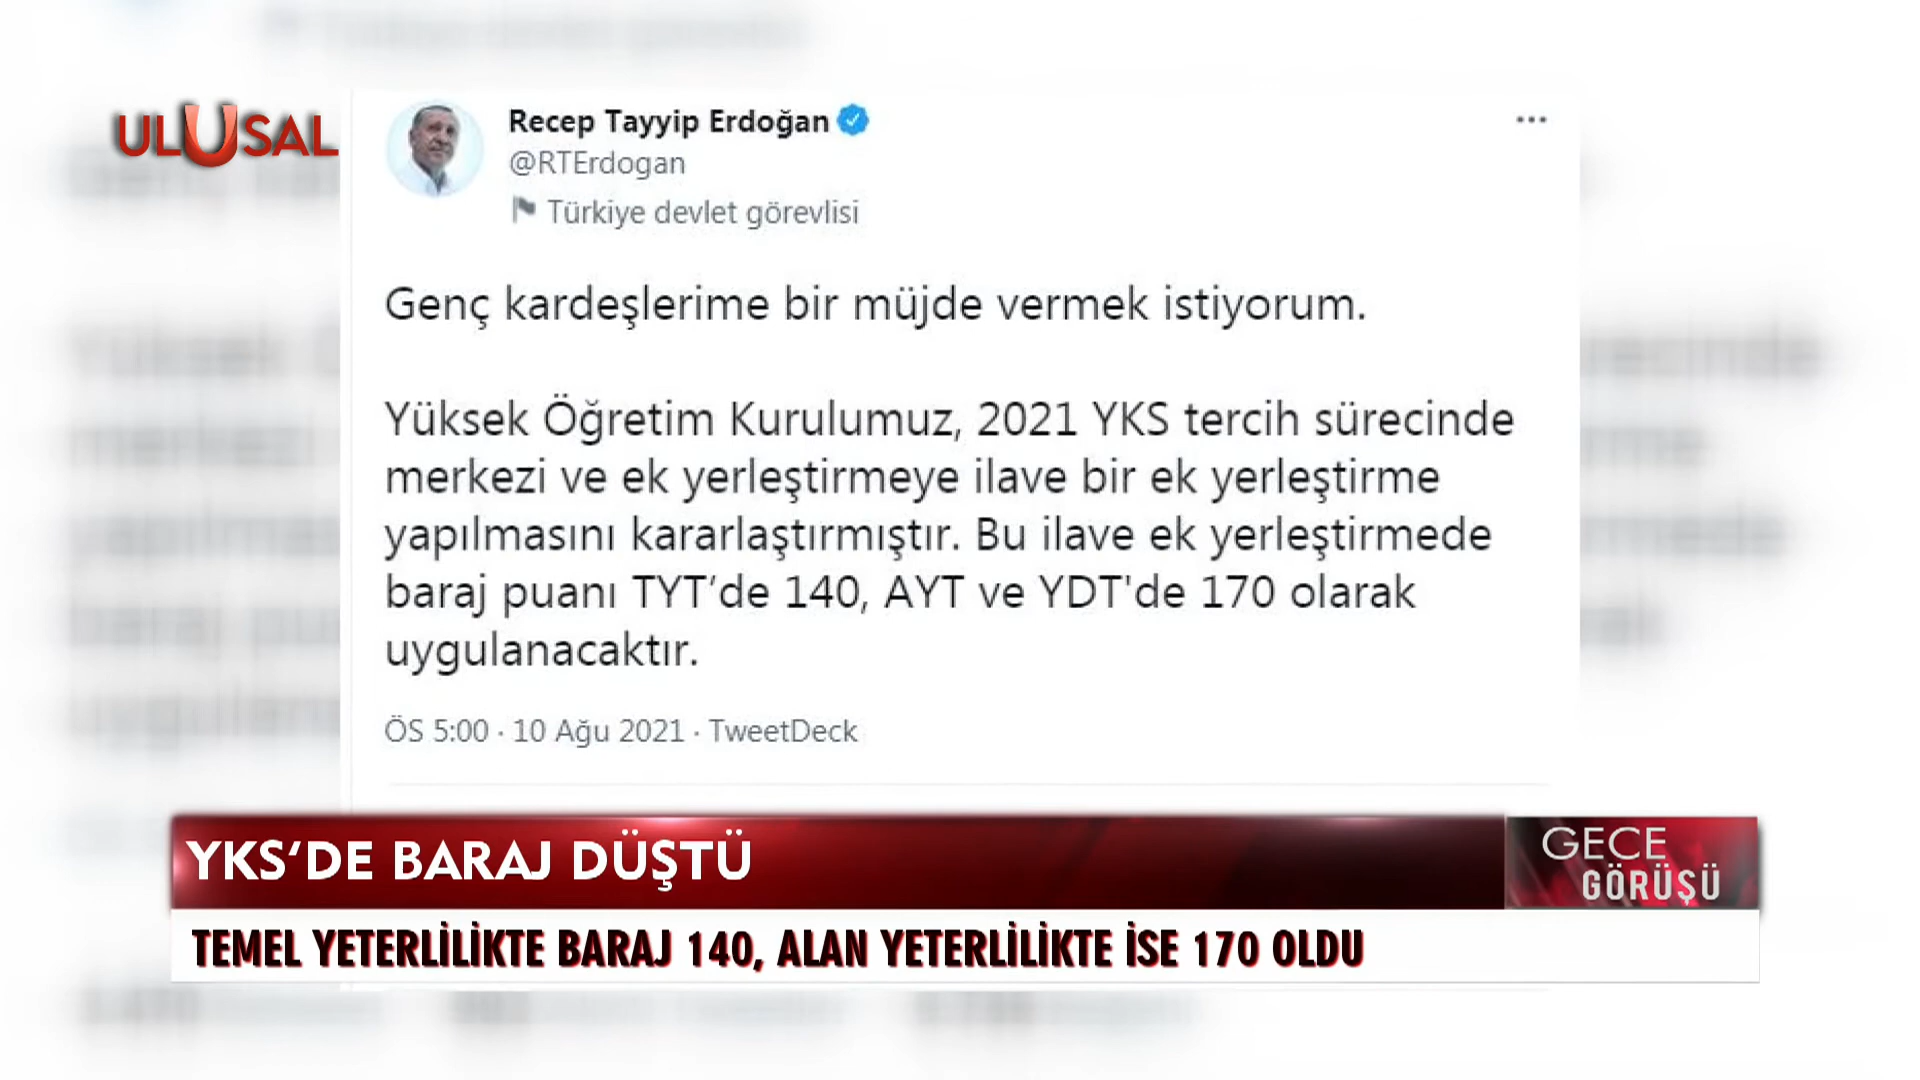 ULUSAL
Recep Tayyip Erdoğan
@RTErdogan
Türkiye devlet görevlisi
Genç kardeşlerime bir müjde vermek istiyorum.
Yüksek Öğretim Kurulumuz, 2021 YKS tercih sürecinde
merkezi ve ek yerleştirmeye ilave bir ek yerleştirme
yapılmasını kararlaştırmıştır. Bu ilave ek yerleştirmede
baraj puanı TYT’de 140, AYT ve YDT'de 170 olarak
uygulanacaktır.
ÖS 5:00 · 10 Ağu 2021 · TweetDeck
YKS‘DE BARAJ DÜŞTÜ
GECE
GÖRÜŞÜ
TEMEL YETERLİLİKTE BARAJ 140, ALAN YETERLİLİKTE İSE 170 OLDU